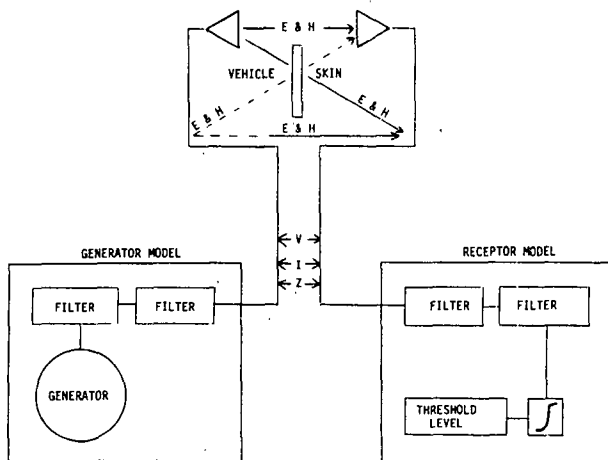 E & H
VEHICLE SKIN
E & H
E & H
E & H
V
I
Z
GENERATOR MODEL
FILTER
FILTER
GENERATOR
RECEPTOR MODEL
FILTER
FILTER
THRESHOLD
LEVEL
∫